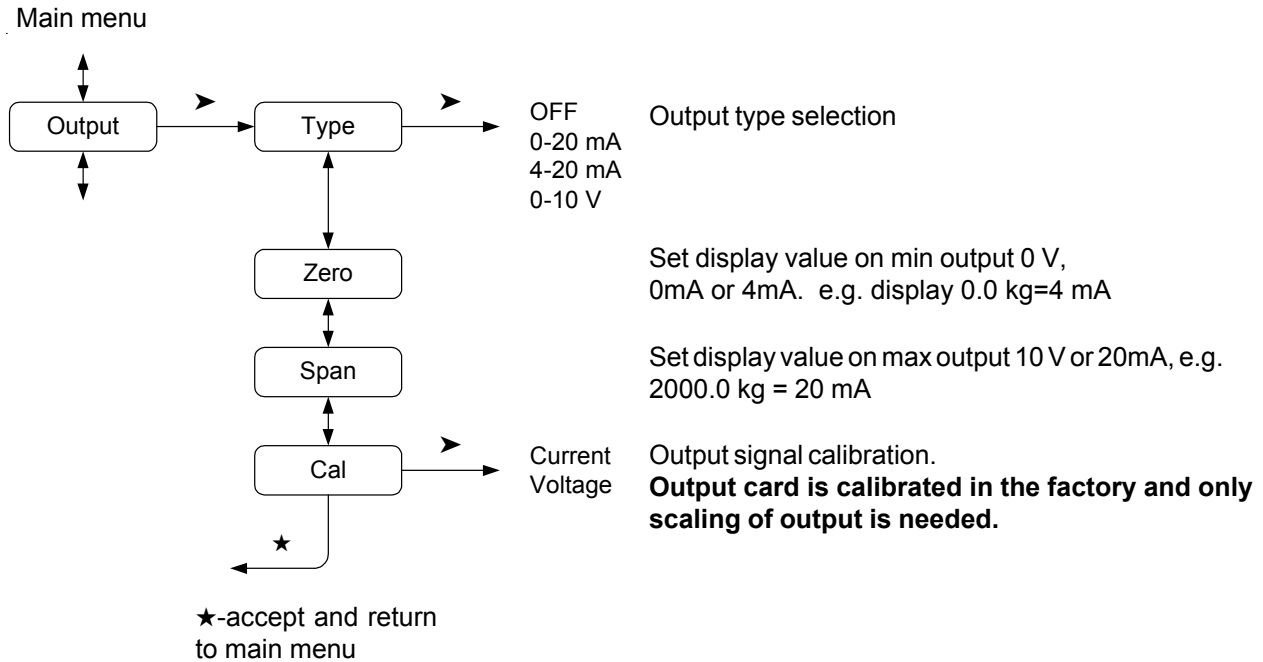 Main menu
Output
Type
OFF
0-20 mA
4-20 mA
0-10 V
Output type selection
Zero
Set display value on min output 0 V,
0mA or 4mA. e.g. display 0.0 kg=4 mA
Span
Set display value on max output 10 V or 20mA, e.g.
2000.0 kg = 20 mA
Cal
Current
Voltage
Output signal calibration.
Output card is calibrated in the factory and only
scaling of output is needed.
★
★-accept and return
to main menu